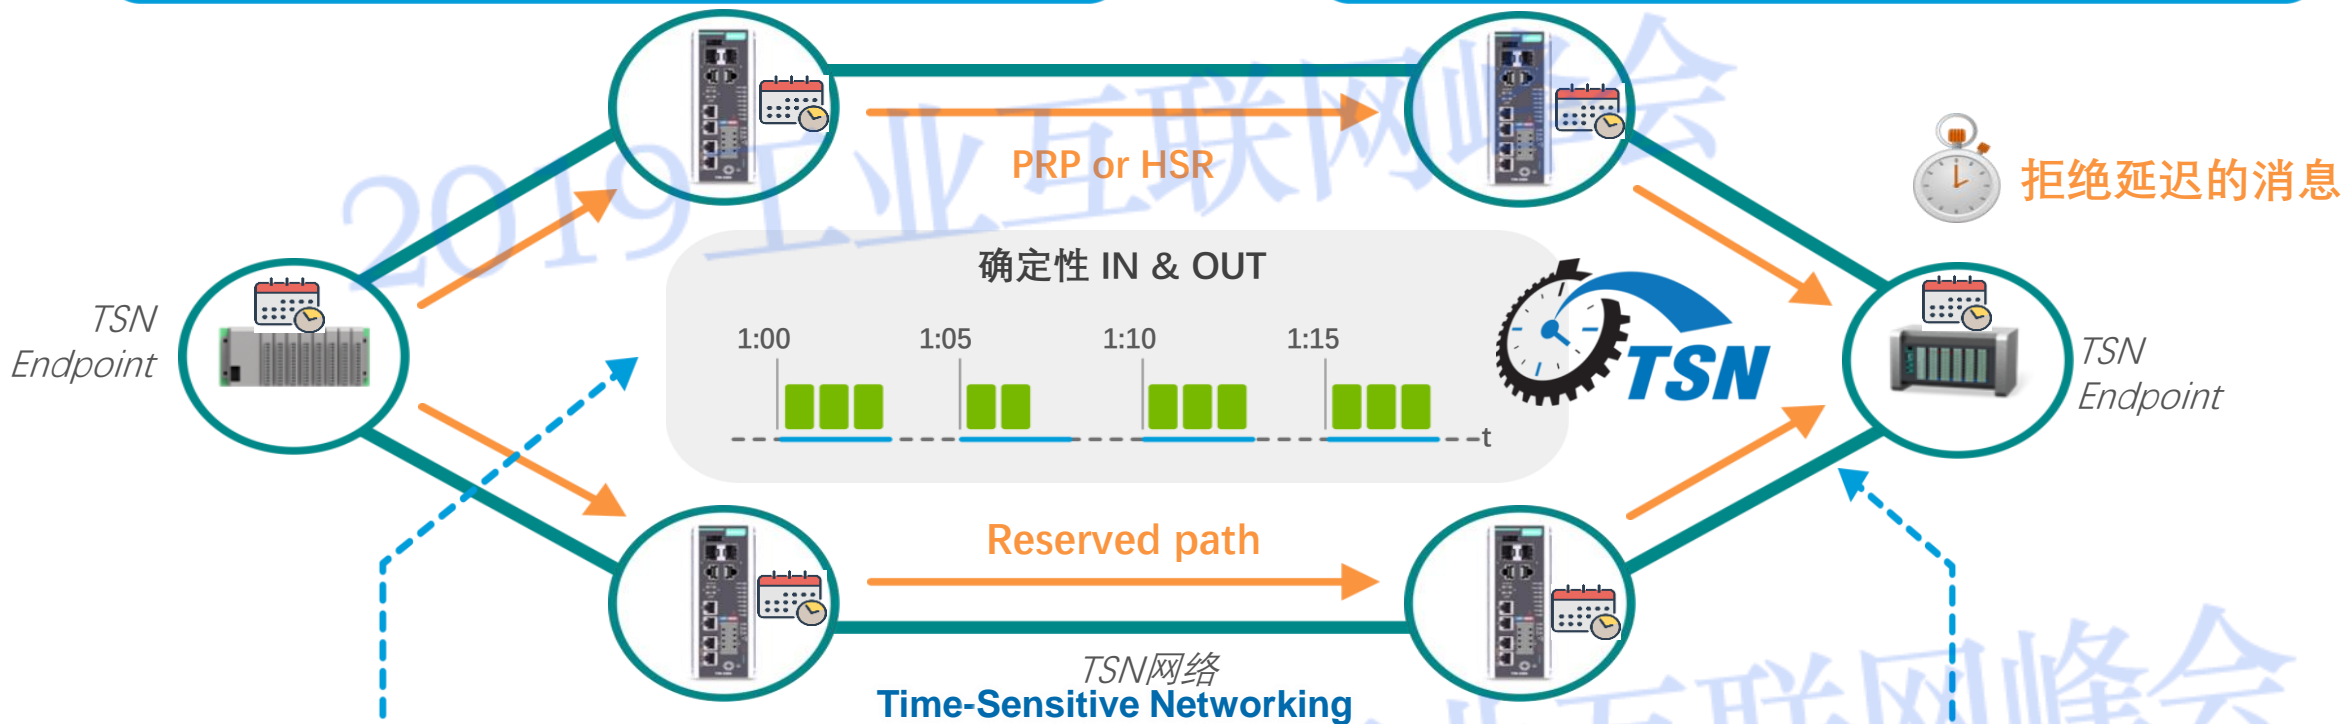 2019工业互联网峰会
PRP or HSR
拒绝延迟的消息
确定性 IN & OUT
1:00 1:05 1:10 1:15
t
TSN
TSN
Endpoint
TSN
Endpoint
Reserved path
TSN网络
Time-Sensitive Networking
业互联网峰会